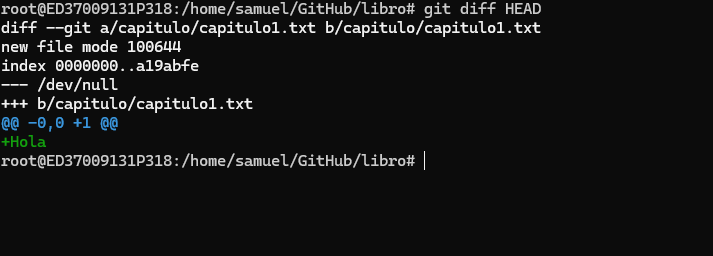 root@ED37009131P318:/home/samuel/GitHub/libro# git diff HEAD
diff --git a/capitulo/capitulo1.txt b/capitulo/capitulo1.txt
new file mode 100644
index 0000000..a19abfe
--- /dev/null
+++ b/capitulo/capitulo1.txt
@@ -0,0 +1 @@
+Hola
root@ED37009131P318:/home/samuel/GitHub/libro#